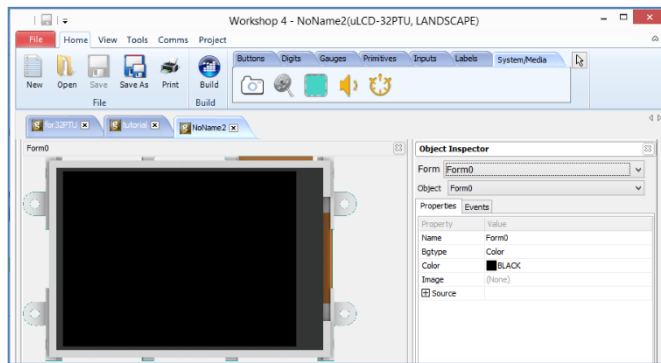 Workshop 4 - NoName2(uLCD-32PTU, LANDSCAPE)
File Home View Tools Comms Project
Buttons Digits Gauges Primitives Inputs Labels System/Media
New Open Save Save As Print Build
File Build
for32PTU tutorial NoName2
Form0
Object Inspector
Form Form0
Object Form0
Properties Events
Property Value
Name Form0
Bgtype Color
Color BLACK
Image (None)
Source